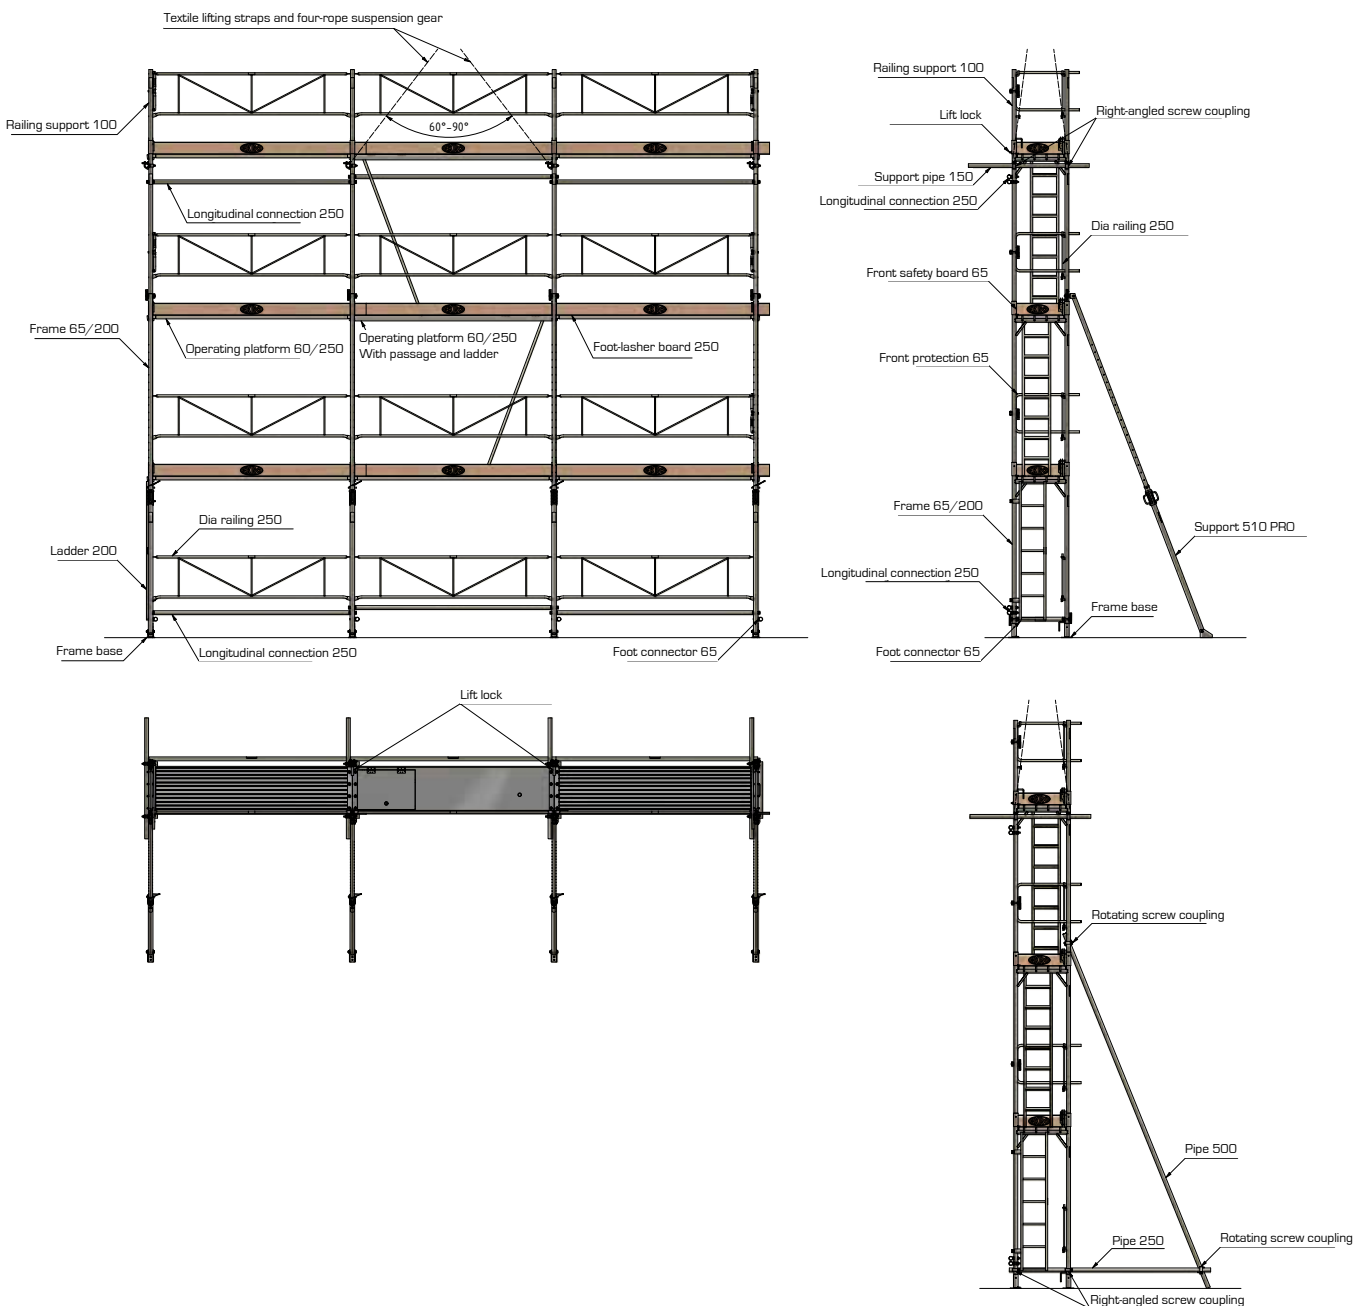 Textile lifting straps and four-rope suspension gear
Railing support 100
60°-90°
Longitudinal connection 250
Frame 65/200
Operating platform 60/250
Operating platform 60/250
With passage and ladder
Foot-lasher board 250
Dia railing 250
Ladder 200
Frame base
Longitudinal connection 250
Foot connector 65
Railing support 100
Lift lock
Right-angled screw coupling
Support pipe 150
Longitudinal connection 250
Dia railing 250
Front safety board 65
Front protection 65
Frame 65/200
Support 510 PRO
Longitudinal connection 250
Frame base
Foot connector 65
Lift lock
Rotating screw coupling
Pipe 500
Pipe 250
Rotating screw coupling
Right-angled screw coupling